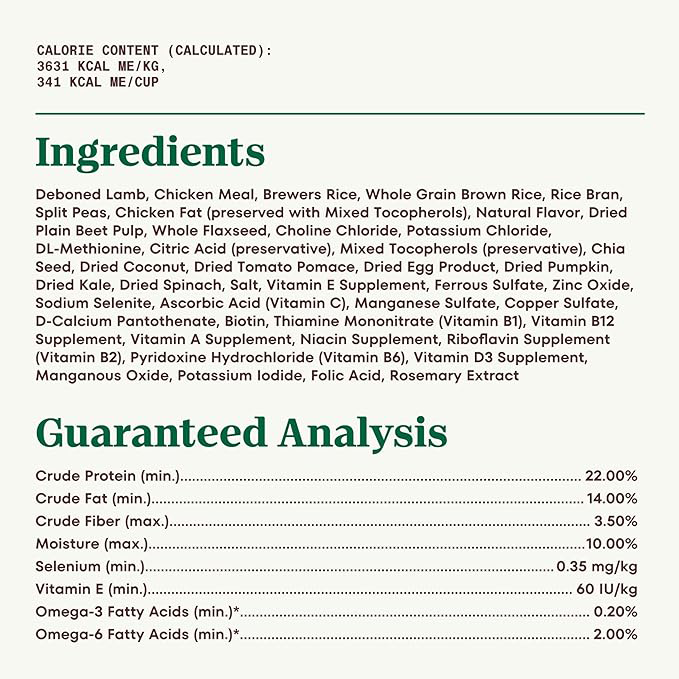 CALORIE CONTENT (CALCULATED):
3631 KCAL ME/KG,
341 KCAL ME/CUP
Ingredients
Deboned Lamb, Chicken Meal, Brewers Rice, Whole Grain Brown Rice, Rice Bran,
Split Peas, Chicken Fat (preserved with Mixed Tocopherols), Natural Flavor, Dried
Plain Beet Pulp, Whole Flaxseed, Choline Chloride, Potassium Chloride,
DL-Methionine, Citric Acid (preservative), Mixed Tocopherols (preservative), Chia
Seed, Dried Coconut, Dried Tomato Pomace, Dried Egg Product, Dried Pumpkin,
Dried Kale, Dried Spinach, Salt, Vitamin E Supplement, Ferrous Sulfate, Zinc Oxide,
Sodium Selenite, Ascorbic Acid (Vitamin C), Manganese Sulfate, Copper Sulfate,
D-Calcium Pantothenate, Biotin, Thiamine Mononitrate (Vitamin B1), Vitamin B12
Supplement, Vitamin A Supplement, Niacin Supplement, Riboflavin Supplement
(Vitamin B2), Pyridoxine Hydrochloride (Vitamin B6), Vitamin D3 Supplement,
Manganous Oxide, Potassium Iodide, Folic Acid, Rosemary Extract
Guaranteed Analysis
Crude Protein (min.)........ 22.00%
Crude Fat (min.)........ 14.00%
Crude Fiber (max.)........ 3.50%
Moisture (max.)........10.00%
Selenium (min.)........ 0.35 mg/kg
Vitamin E (min.)........ 60 IU/kg
Omega-3 Fatty Acids (min.)*........ 0.20%
Omega-6 Fatty Acids (min.)*........ 2.00%